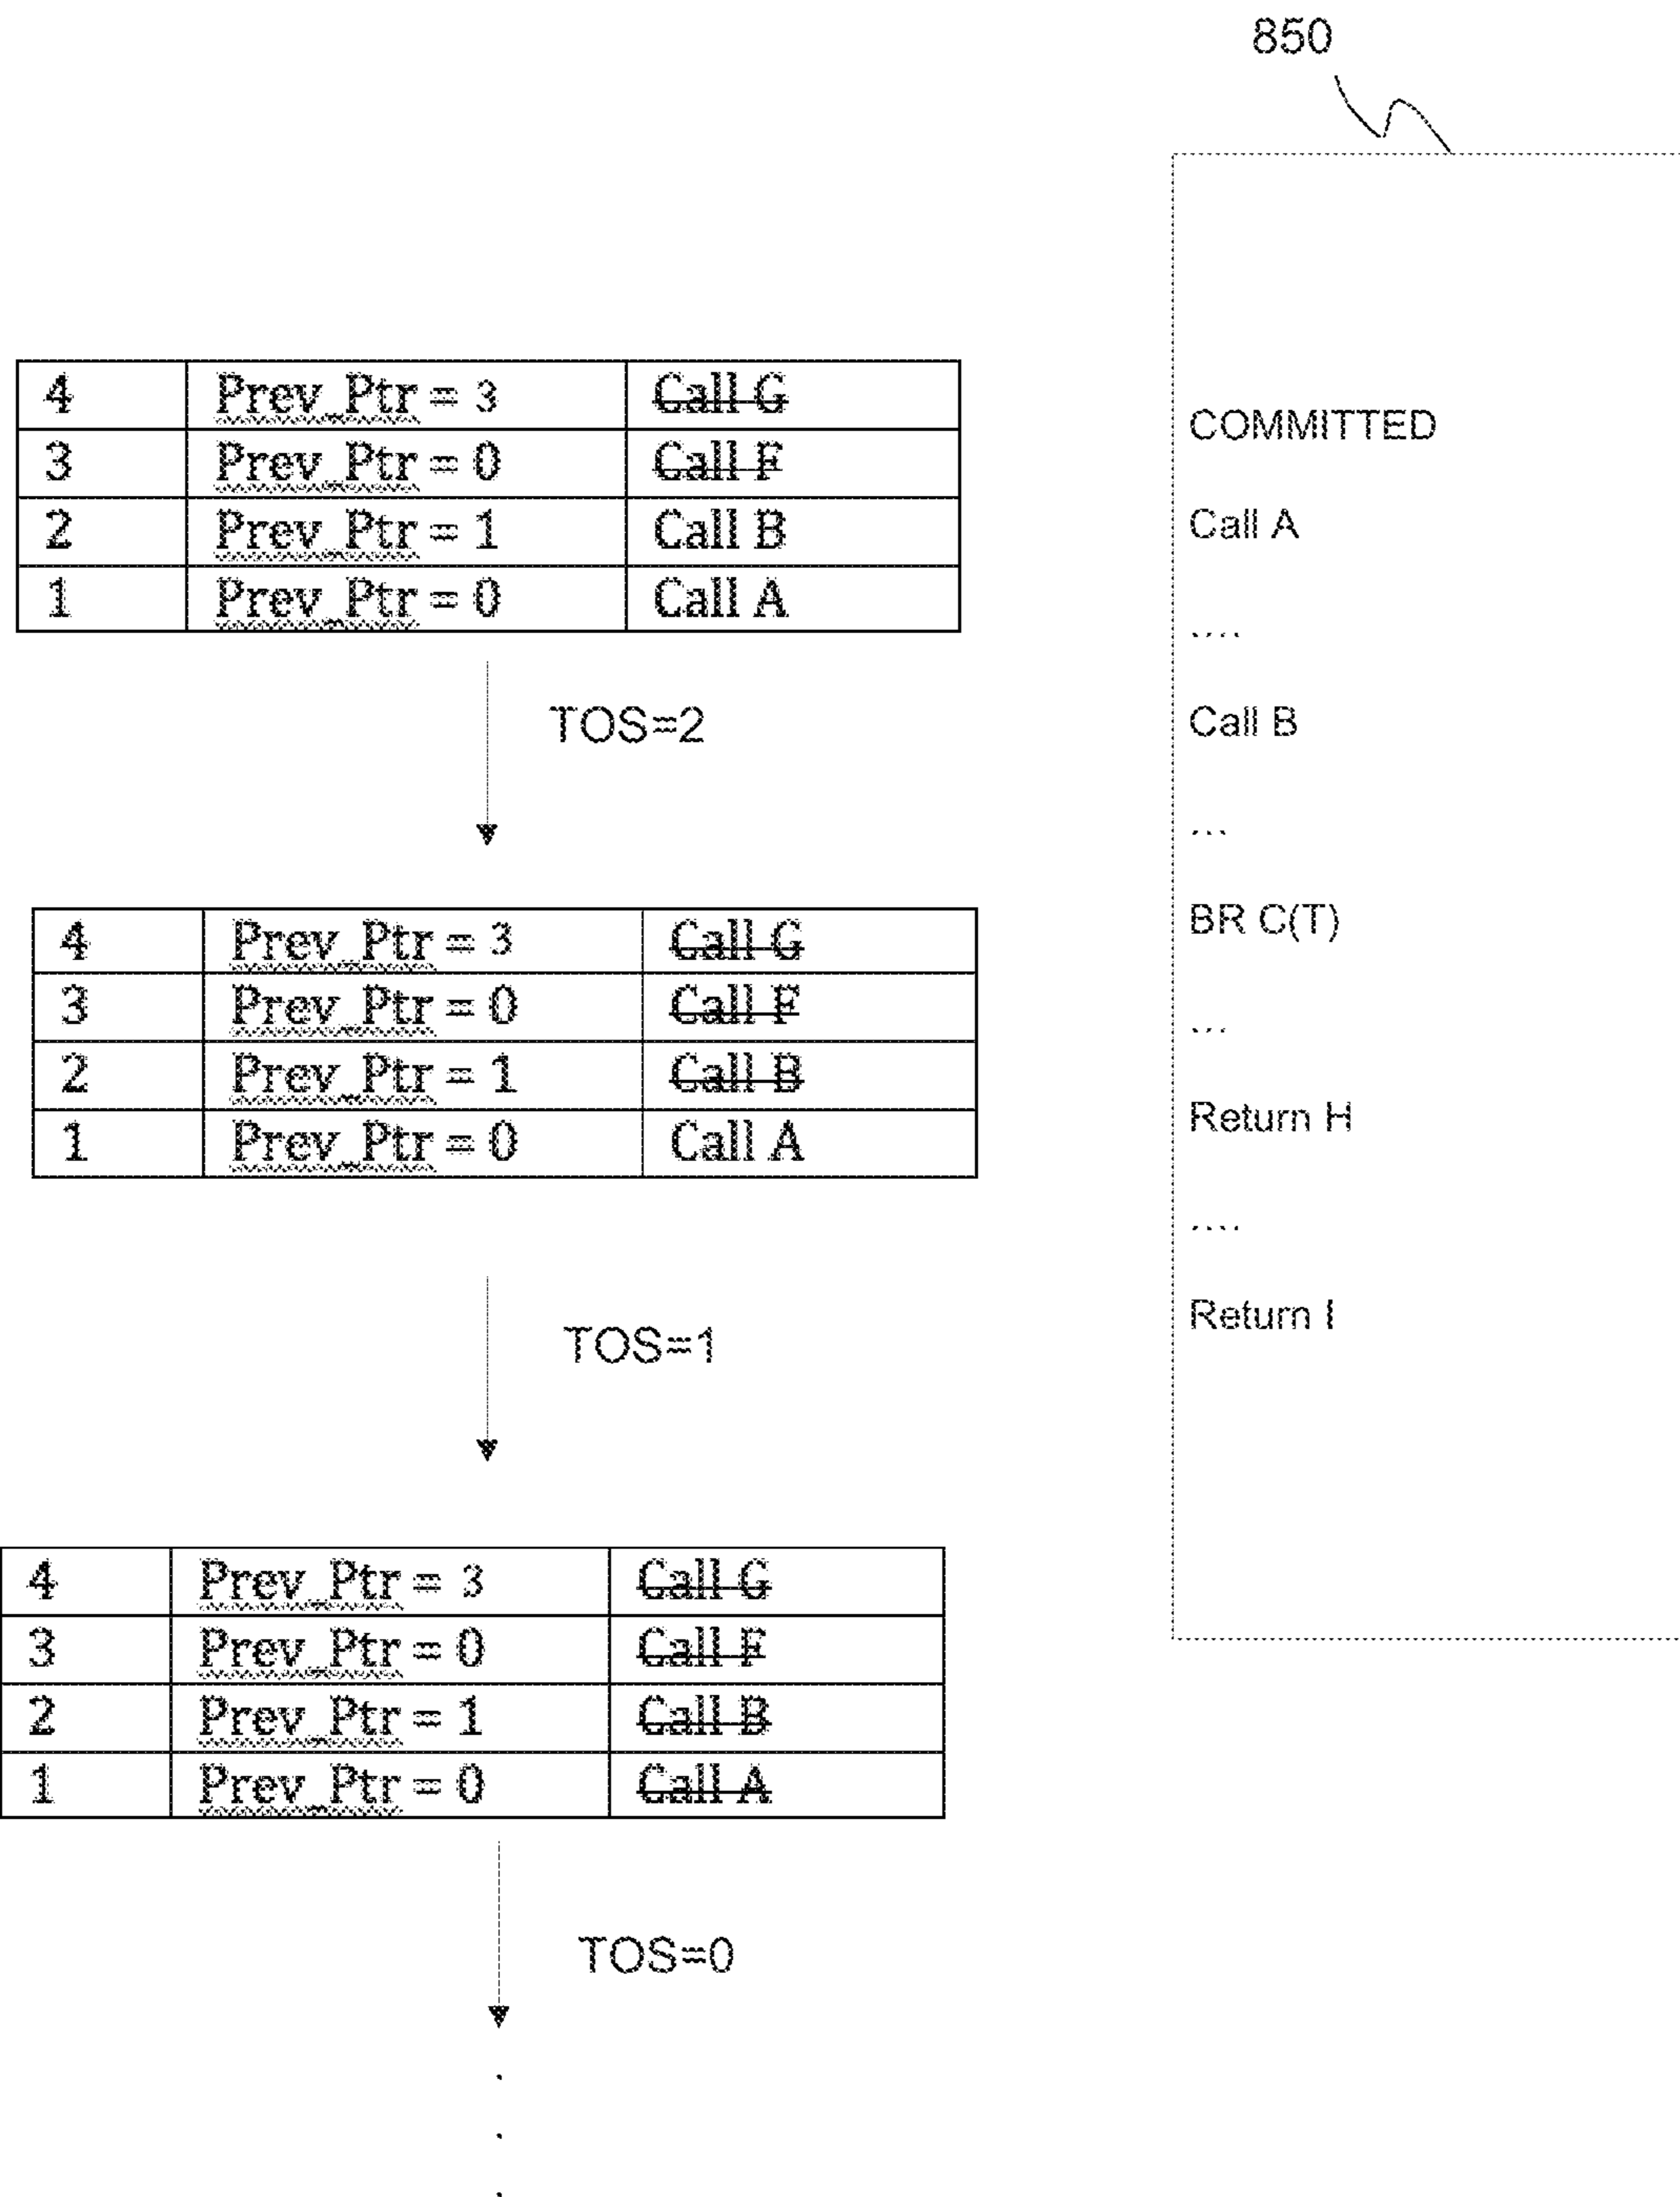 850
4 Prev_Ptr = 3 Call G
3 Prev_Ptr = 0 Call F
2 Prev_Ptr = 1 Call B
1 Prev_Ptr = 0 Call A
TOS=2
4 Prev_Ptr = 3 Call G
3 Prev_Ptr = 0 Call F
2 Prev_Ptr = 1 Call B
1 Prev_Ptr = 0 Call A
TOS=1
4 Prev_Ptr = 3 Call G
3 Prev_Ptr = 0 Call F
2 Prev_Ptr = 1 Call B
1 Prev_Ptr = 0 Call A
TOS=0
.
.
.
COMMITTED
Call A
....
Call B
...
BR C(T)
...
Return H
....
Return I